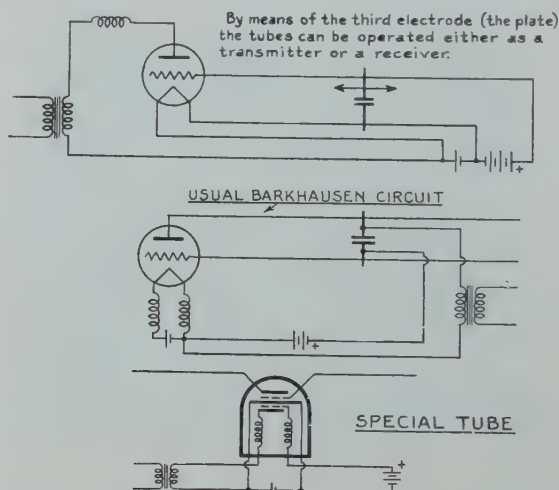 By means of the third electrode (the plate)
the tubes can be operated either as a
transmitter or a receiver.
+
USUAL BARKHAUSEN CIRCUIT
+
SPECIAL TUBE
+